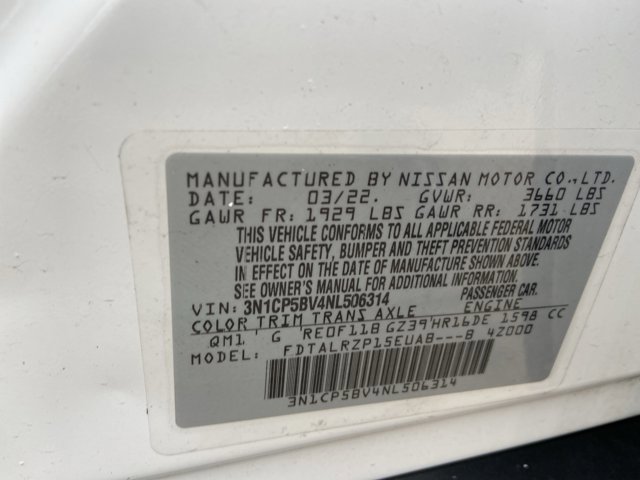 MANUFACTURED BY NISSAN MOTOR CO.,LTD.
DATE: 03/22. GVWR: 3660 LBS
GAWR FR: 1929 LBS GAWR RR: 1731 LBS
THIS VEHICLE CONFORMS TO ALL APPLICABLE FEDERAL MOTOR
VEHICLE SAFETY, BUMPER AND THEFT PREVENTION STANDARDS
IN EFFECT ON THE DATE OF MANUFACTURE SHOWN ABOVE.
SEE OWNER'S MANUAL FOR ADDITIONAL INFORMATION.
VIN: 3N1CP5BV4NL506314 PASSENGER CAR.
COLOR TRIM TRANS AXLE ENGINE
QM1 G RE0F11B GZ39 HR16DE 1598 CC
MODEL: FDTALRZP15EUAB---B 42000
3N1CP5BV4NL506314